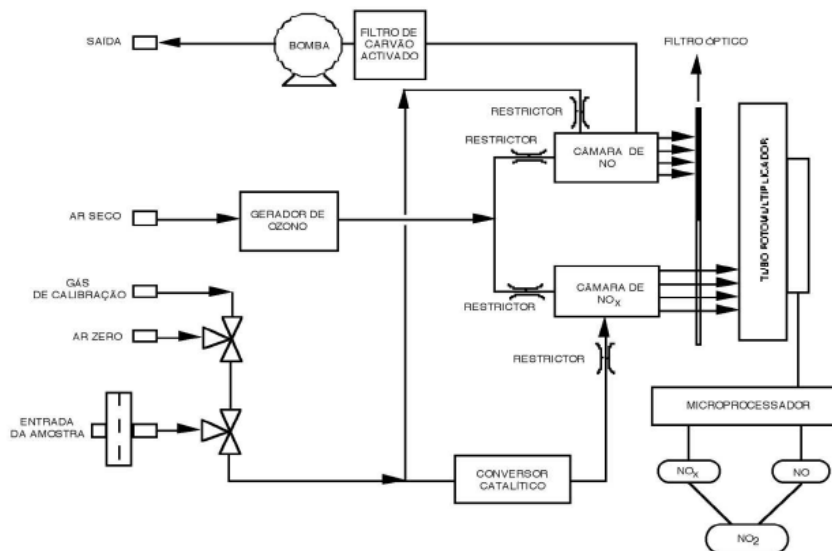 SAÍDA
BOMBA
FILTRO DE
CARVÃO
ACTIVADO
FILTRO ÓPTICO
RESTRICTOR
RESTRICTOR
CÂMARA DE
NO
TUBO FOTOMULTIPLICADOR
AR SECO
GERADOR DE
OZONO
GÁS
DE CALIBRAÇÃO
CÂMARA DE
NOX
RESTRICTOR
AR ZERO
RESTRICTOR
ENTRADA
DA AMOSTRA
CONVERSOR
CATALÍTICO
MICROPROCESSADOR
NOX
NO
NO2